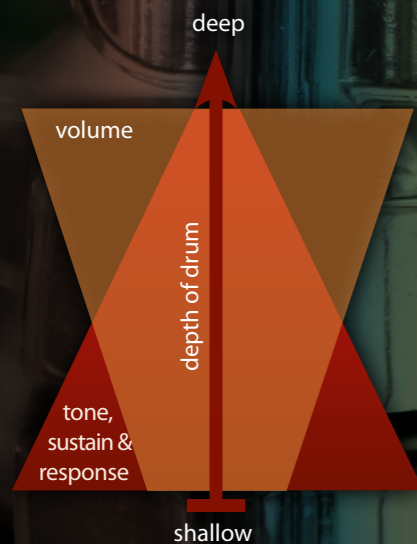 deep
volume
depth of drum
tone,
sustain &
response
shallow